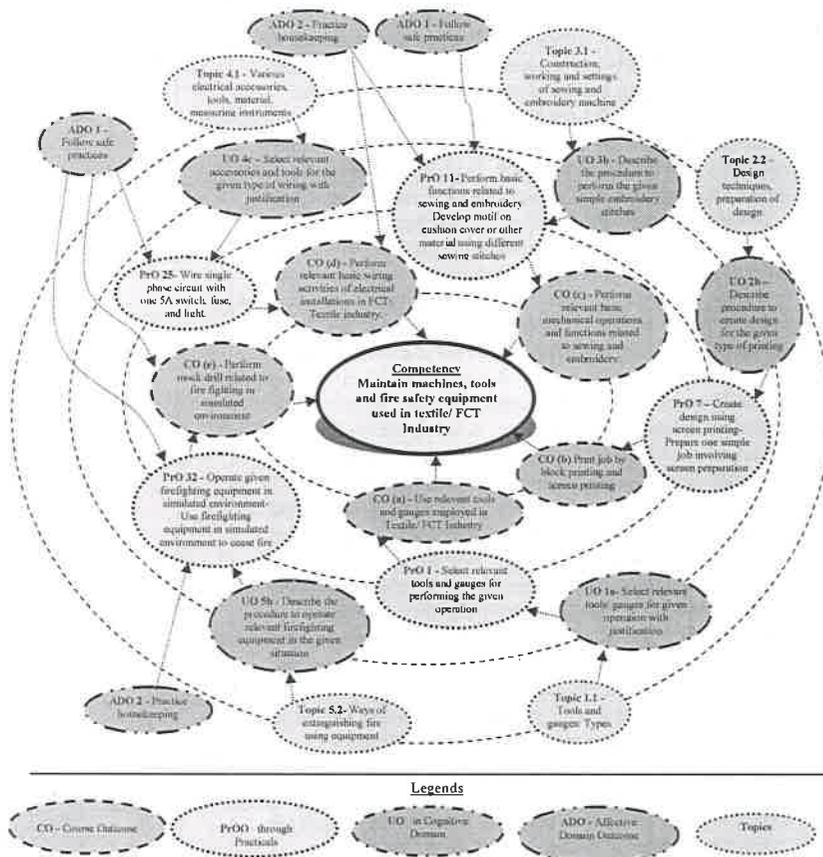 ADO 2 - Practice
housekeeping
ADO 1 - Follow
safe practices
Topic 3.1 -
Construction,
working and settings
of sewing and
embroidery machine
Topic 4.1 - Various
electrical accessories,
tools, material,
measuring instruments
ADO 1 -
Follow safe
practices
UO 4c - Select relevant
accessories and tools for the
given type of wiring with
justification
PrO 11- Perform basic
functions related to
sewing and embroidery
Develop motif on
cushion cover or other
material using different
sewing stitches
UO 3b - Describe
the procedure to
perform the given
simple embroidery
stitches
Topic 2.2
- Design
techniques,
preparation of
design
PrO 25- Wire single
phase circuit with
one 5A switch, fuse,
and light.
CO (d) - Perform
relevant basic wiring
activities of electrical
installations in FCT-
Textile industry.
CO (c) - Perform
relevant basic
mechanical operations
and functions related
to sewing and
embroidery
UO 2b -
Describe
procedure to
create design for
the given type of
printing
CO (e) - Perform
mock drill related to
fire fighting in
simulated
environment
Competency
Maintain machines, tools
and fire safety equipment
used in textile/ FCT
Industry
PrO 7 - Create
design using
screen printing-
Prepare one simple
job involving
screen preparation
CO (b) Print job by
block printing and
screen printing
PrO 32 - Operate given
firefighting equipment in
simulated environment-
Use firefighting
equipment in simulated
environment to cease fire
CO (a) - Use relevant tools
and gauges employed in
Textile/ FCT Industry
PrO 1 - Select relevant
tools and gauges for
performing the given
operation
UO 1a- Select relevant
tools/ gauges for given
operation with
justification
UO 5b - Describe the
procedure to operate
relevant firefighting
equipment in the given
situation
ADO 2 - Practice
housekeeping
Topic 5.2- Ways of
extinguishing fire
using equipment
Topic 1.1 -
Tools and
gauges: Types
Legends
CO - Course Outcome
PrOO - through
Practicals
UO - in Cognitive
Domain
ADO - Affective
Domain Outcome
Topics